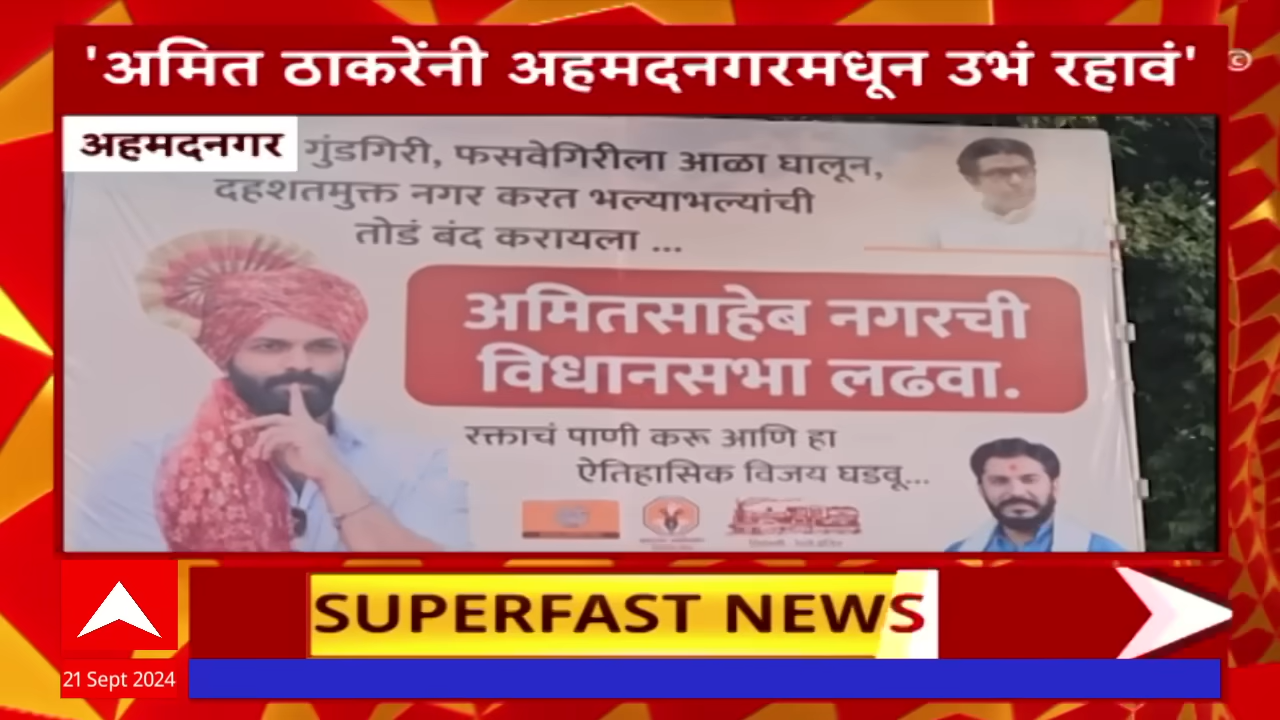 'अमित ठाकरेंनी अहमदनगरमधून उभं रहावं'
©
अहमदनगर
गुंडगिरी, फसवेगिरीला आळा घालून,
दहशतमुक्त नगर करत भल्याभल्यांची
तोडं बंद करायला ...
अमितसाहेब नगरची
विधानसभा लढवा.
रक्ताचं पाणी करू आणि हा
ऐतिहासिक विजय घडवू...
SUPERFAST NEWS
21 Sept 2024